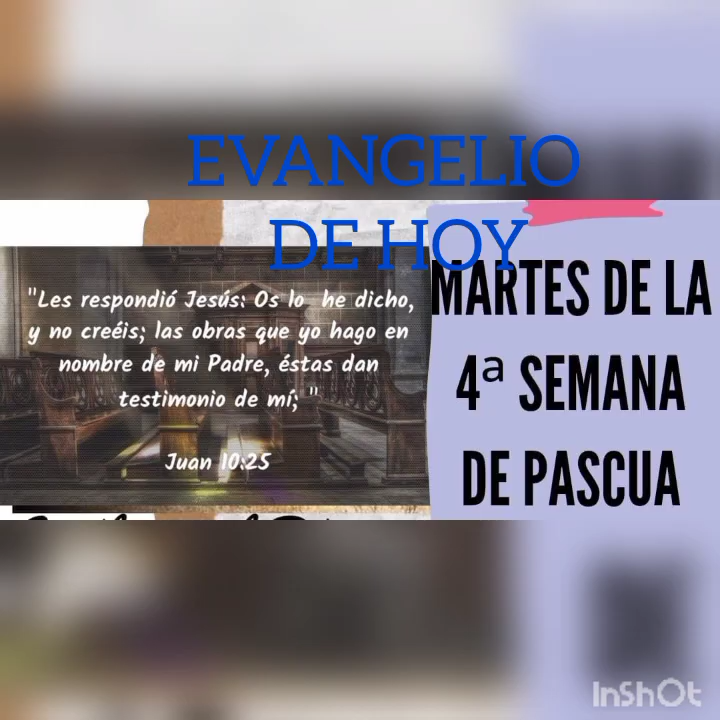 EVANGELIO
DE HOY
"Les respondió Jesús: Os lo he dicho,
y no creéis; las obras que yo hago en
nombre de mi Padre, éstas dan
testimonio de mí; "
Juan 10:25
MARTES DE LA
4ª SEMANA
DE PASCUA
InShOt